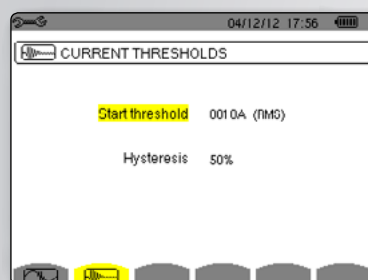 04/12/12 17:56
CURRENT THRESHOLDS
Start threshold 0010A (RMS)
Hysteresis 50%